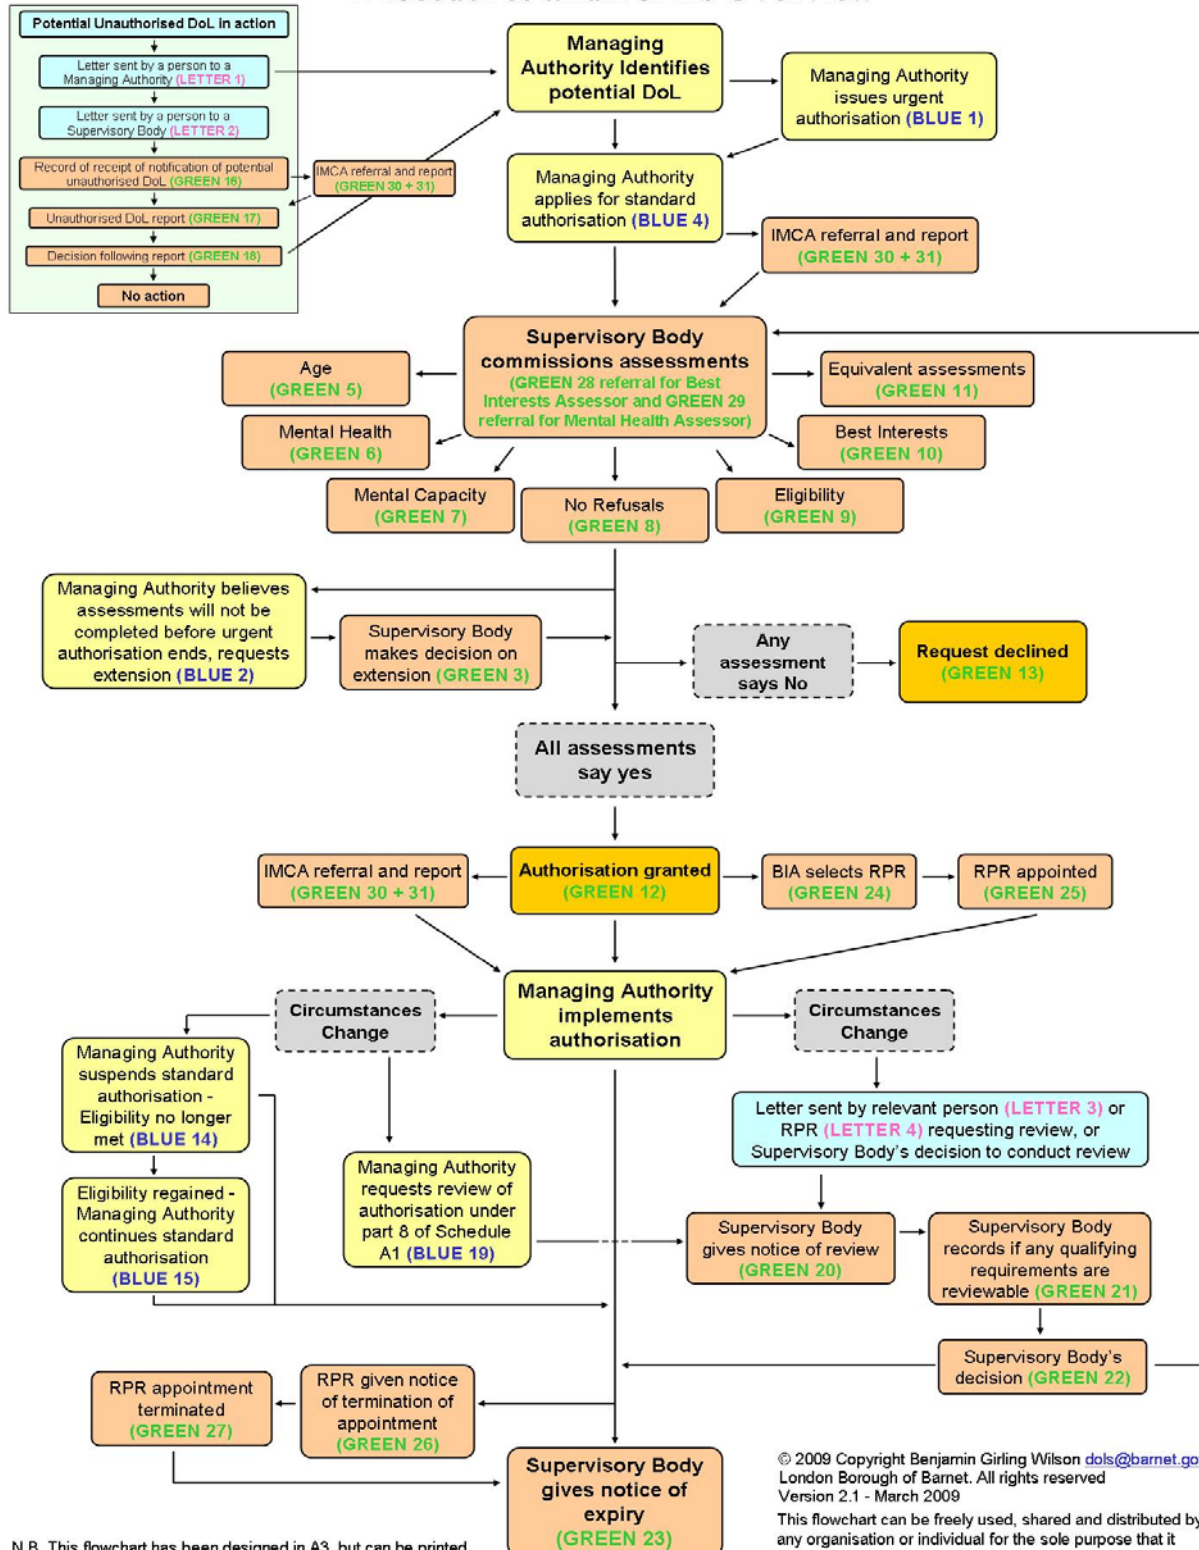 Potential Unauthorised DoL in action
Letter sent by a person to a
Managing Authority (LETTER 1)
Letter sent by a person to a
Supervisory Body (LETTER 2)
Record of receipt of notification of potential
unauthorised DoL (GREEN 16)
IMCA referral and report
(GREEN 30 + 31)
Unauthorised DoL report (GREEN 17)
Decision following report (GREEN 18)
No action
Managing
Authority Identifies
potential DoL
Managing Authority
issues urgent
authorisation (BLUE 1)
Managing Authority
applies for standard
authorisation (BLUE 4)
IMCA referral and report
(GREEN 30 + 31)
Supervisory Body
commissions assessments
(GREEN 28 referral for Best
Interests Assessor and GREEN 29
referral for Mental Health Assessor)
Age
(GREEN 5)
Equivalent assessments
(GREEN 11)
Mental Health
(GREEN 6)
Best Interests
(GREEN 10)
Mental Capacity
(GREEN 7)
No Refusals
(GREEN 8)
Eligibility
(GREEN 9)
Managing Authority believes
assessments will not be
completed before urgent
authorisation ends, requests
extension (BLUE 2)
Supervisory Body
makes decision on
extension (GREEN 3)
Any
assessment
says No
Request declined
(GREEN 13)
All assessments
say yes
IMCA referral and report
(GREEN 30 + 31)
Authorisation granted
(GREEN 12)
BIA selects RPR
(GREEN 24)
RPR appointed
(GREEN 25)
Managing Authority
implements
authorisation
Circumstances
Change
Circumstances
Change
Managing Authority
suspends standard
authorisation -
Eligibility no longer
met (BLUE 14)
Letter sent by relevant person (LETTER 3) or
RPR (LETTER 4) requesting review, or
Supervisory Body's decision to conduct review
Eligibility regained -
Managing Authority
continues standard
authorisation
(BLUE 15)
Managing Authority
requests review of
authorisation under
part 8 of Schedule
A1 (BLUE 19)
Supervisory Body
gives notice of review
(GREEN 20)
Supervisory Body
records if any qualifying
requirements are
reviewable (GREEN 21)
Supervisory Body's
decision (GREEN 22)
RPR appointment
terminated
(GREEN 27)
RPR given notice
of termination of
appointment
(GREEN 26)
Supervisory Body
gives notice of
expiry
(GREEN 23)
© 2009 Copyright Benjamin Girling Wilson dols@barnet.go
London Borough of Barnet. All rights reserved
Version 2.1 - March 2009
This flowchart can be freely used, shared and distributed by
any organisation or individual for the sole purpose that it
N.B. This flowchart has been designed in A3, but can be printed